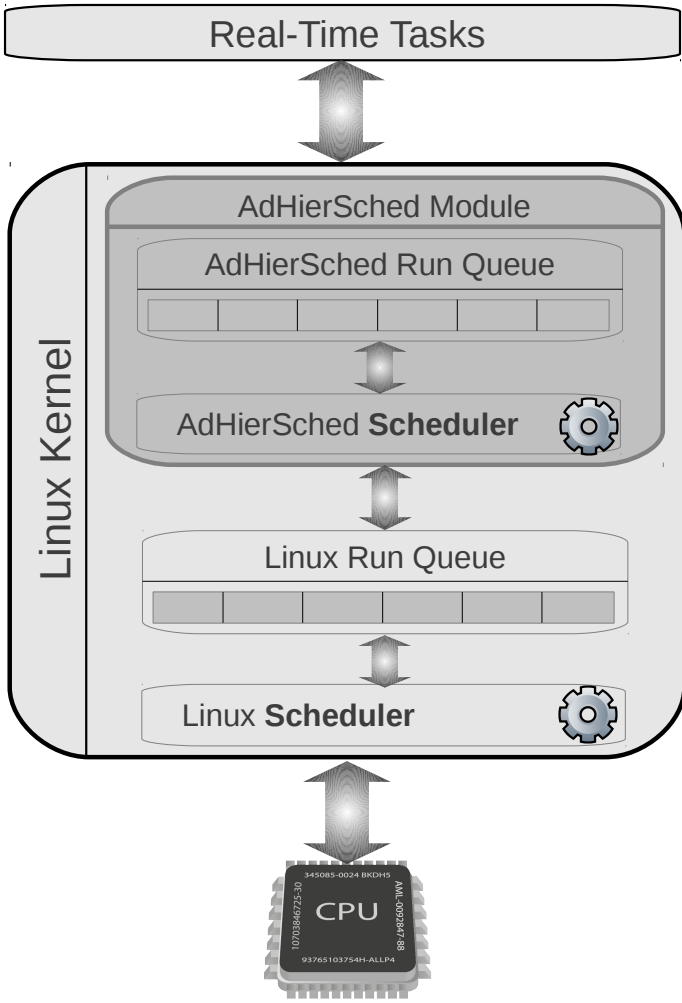 Real-Time Tasks
Linux Kernel
AdHierSched Module
AdHierSched Run Queue
AdHierSched Scheduler
Linux Run Queue
Linux Scheduler
345085-0024 BKDH5
10703846725-30
CPU
AML-0092847-88
93765103754H-ALLP4